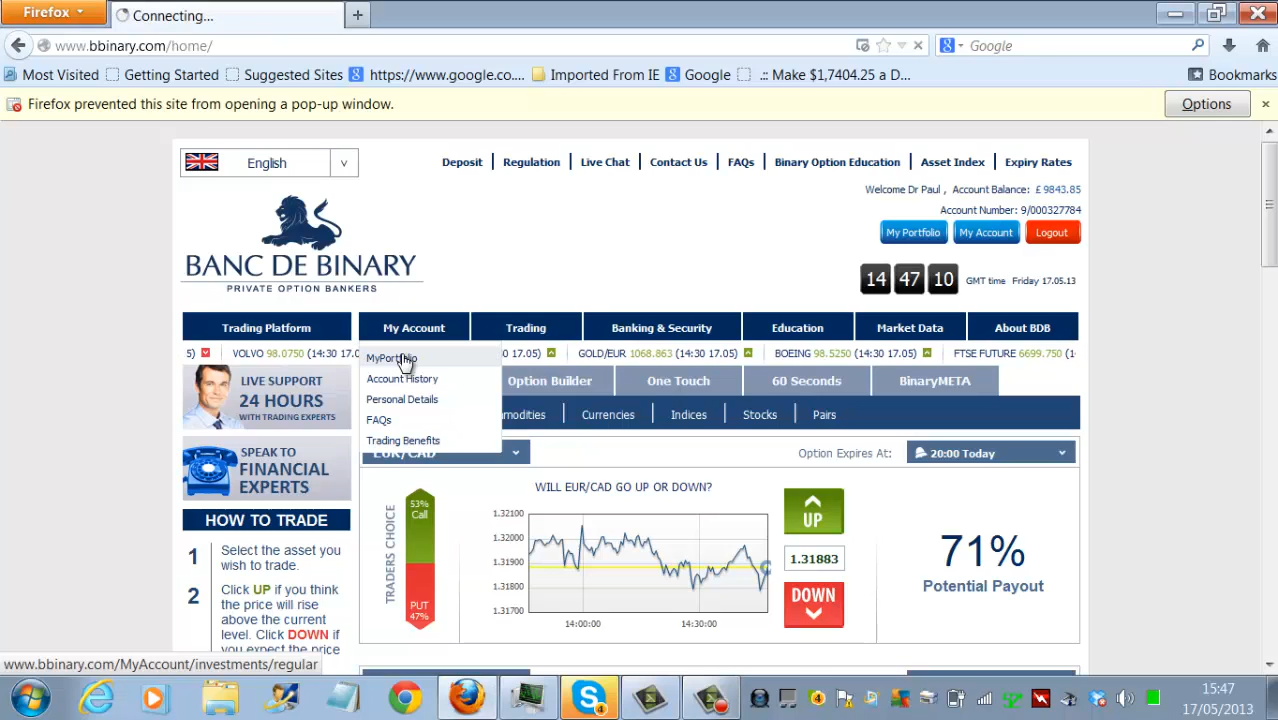 Firefox
Connecting...
www.bbinary.com/home/
Google
Most Visited Getting Started Suggested Sites https://www.google.co.... Imported From IE Google .:: Make $1,7404.25 a D... Bookmarks
Firefox prevented this site from opening a pop-up window. Options
English
Deposit Regulation Live Chat Contact Us FAQs Binary Option Education Asset Index Expiry Rates
Welcome Dr Paul , Account Balance: £ 9843.85
Account Number: 9/000327784
My Portfolio My Account Logout
BANC DE BINARY
PRIVATE OPTION BANKERS
14 47 10 GMT time Friday 17.05.13
Trading Platform My Account Trading Banking & Security Education Market Data About BDB
5) VOLVO 98.0750 (14:30 17.0 30 17.05) GOLD/EUR 1068.863 (14:30 17.05) BOEING 98.5250 (14:30 17.05) FTSE FUTURE 6699.750 (1
MyPortfolio
Account History
Personal Details
FAQs
Trading Benefits
Option Builder One Touch 60 Seconds BinaryMETA
modities Currencies Indices Stocks Pairs
LIVE SUPPORT
24 HOURS
WITH TRADING EXPERTS
SPEAK TO
FINANCIAL
EXPERTS
HOW TO TRADE
1 Select the asset you
wish to trade.
2 Click UP if you think
the price will rise
above the current
level. Click DOWN if
you expect the price
EUR/CAD
Option Expires At: 20:00 Today
WILL EUR/CAD GO UP OR DOWN?
TRADERS CHOICE
53%
Call
PUT
47%
1.32100
1.32000
1.31900
1.31800
1.31700
14:00:00 14:30:00
UP
1.31883
DOWN
71%
Potential Payout
www.bbinary.com/MyAccount/investments/regular
15:47
17/05/2013